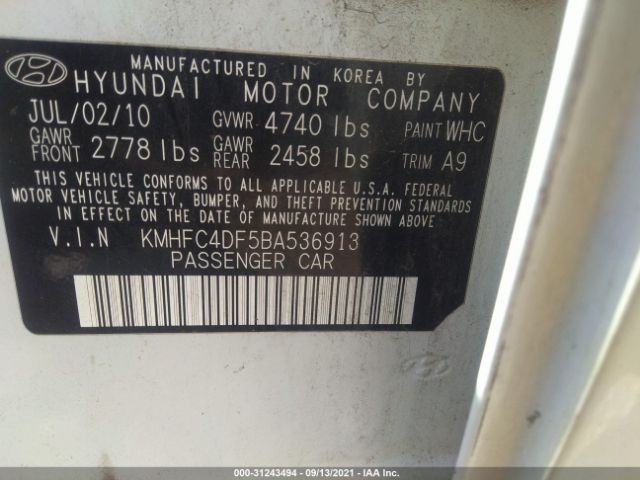 MANUFACTURED IN KOREA BY
HYUNDAI MOTOR COMPANY
JUL/02/10 GVWR 4740 lbs PAINT WHC
GAWR FRONT 2778 lbs GAWR REAR 2458 lbs TRIM A9
THIS VEHICLE CONFORMS TO ALL APPLICABLE U.S.A. FEDERAL
MOTOR VEHICLE SAFETY, BUMPER, AND THEFT PREVENTION STANDARDS
IN EFFECT ON THE DATE OF MANUFACTURE SHOWN ABOVE
V.I.N KMHFC4DF5BA536913
PASSENGER CAR
000-31243494 - 09/13/2021 - IAA Inc.